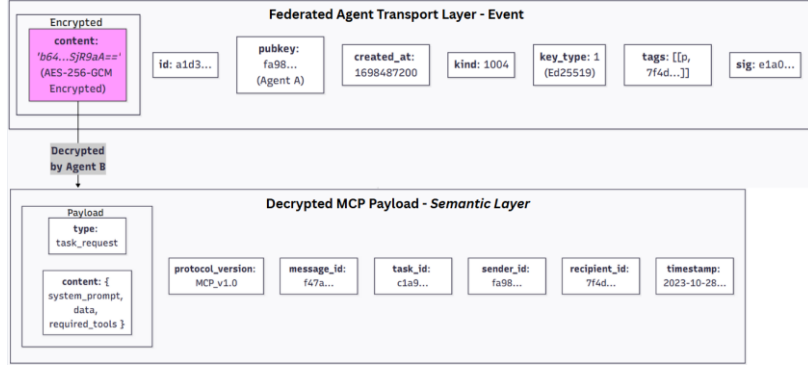 Federated Agent Transport Layer - Event
Encrypted
content:
'b64...SjR9aA=='
(AES-256-GCM
Encrypted)
id: a1d3...
pubkey:
fa98...
(Agent A)
created_at:
1698487200
kind: 1004
key_type: 1
(Ed25519)
tags: [[p,
7f4d...]]
sig: e1a0...
Decrypted
by Agent B
Decrypted MCP Payload - Semantic Layer
Payload
type:
task_request
content: {
system_prompt,
data,
required_tools }
protocol_version:
MCP_v1.0
message_id:
f47a...
task_id:
c1a9...
sender_id:
fa98...
recipient_id:
7f4d...
timestamp:
2023-10-28...